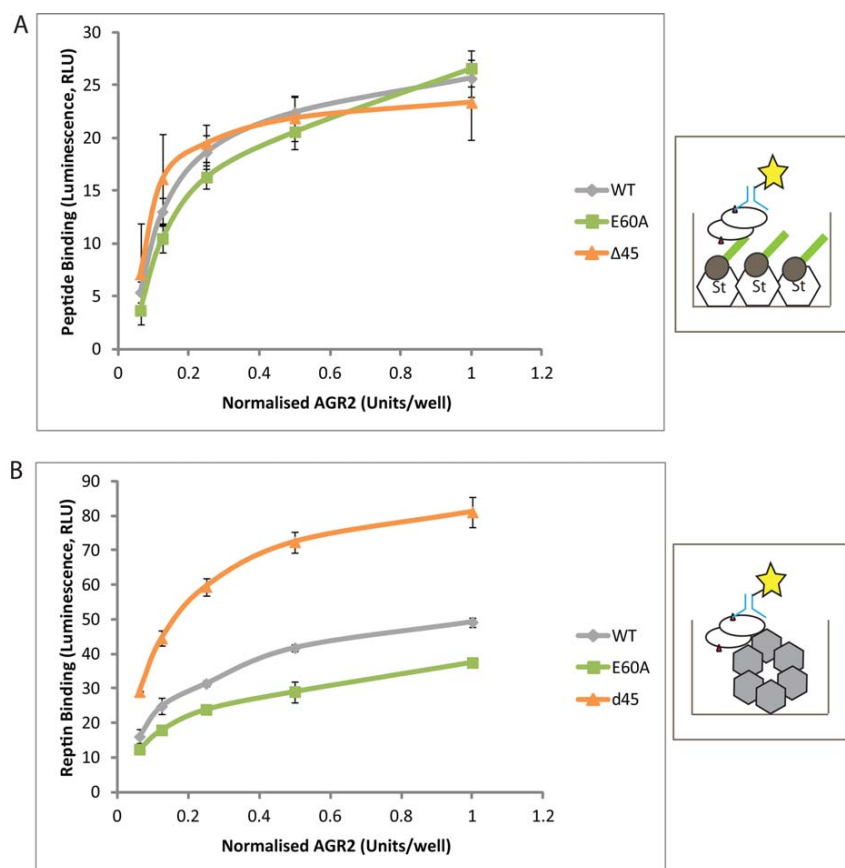 A
Peptide Binding (Luminescence, RLU)
30
25
20
15
10
5
0
0 0.2 0.4 0.6 0.8 1 1.2
Normalised AGR2 (Units/well)
WT
E60A
Δ45
St St St
B
Reptin Binding (Luminescence, RLU)
90
80
70
60
50
40
30
20
10
0
0 0.2 0.4 0.6 0.8 1 1.2
Normalised AGR2 (Units/well)
WT
E60A
d45